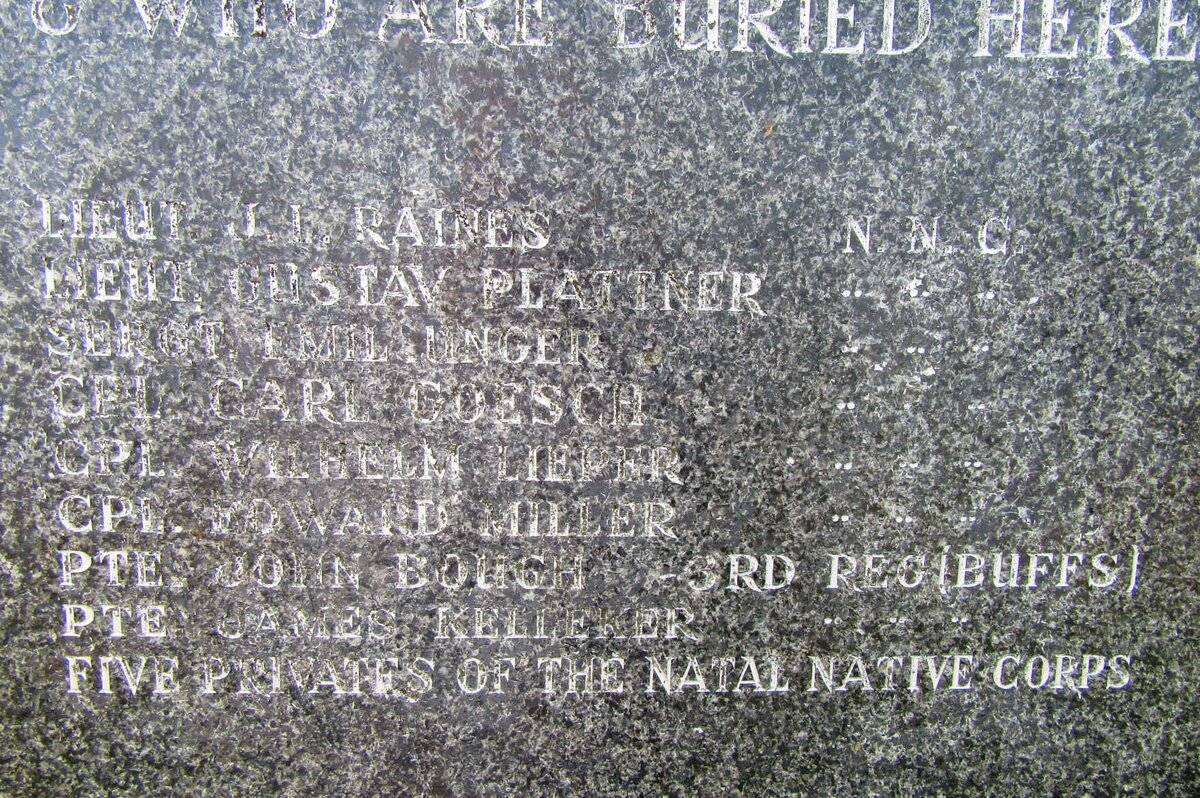 & WHO ARE BURIED HERE
LIEUT. J. L. RAINES N. N. C.
LIEUT. GUSTAV PLATTNER " " "
SERGT. EMIL UNGER " " "
CPL CARL GOESCH " " "
CPL. WILHELM LIEPER " " "
CPL. EDWARD MILLER " " "
PTE. JOHN BOUGH - 3RD REG (BUFFS)
PTE JAMES KELLEKER " " "
FIVE PRIVATES OF THE NATAL NATIVE CORPS